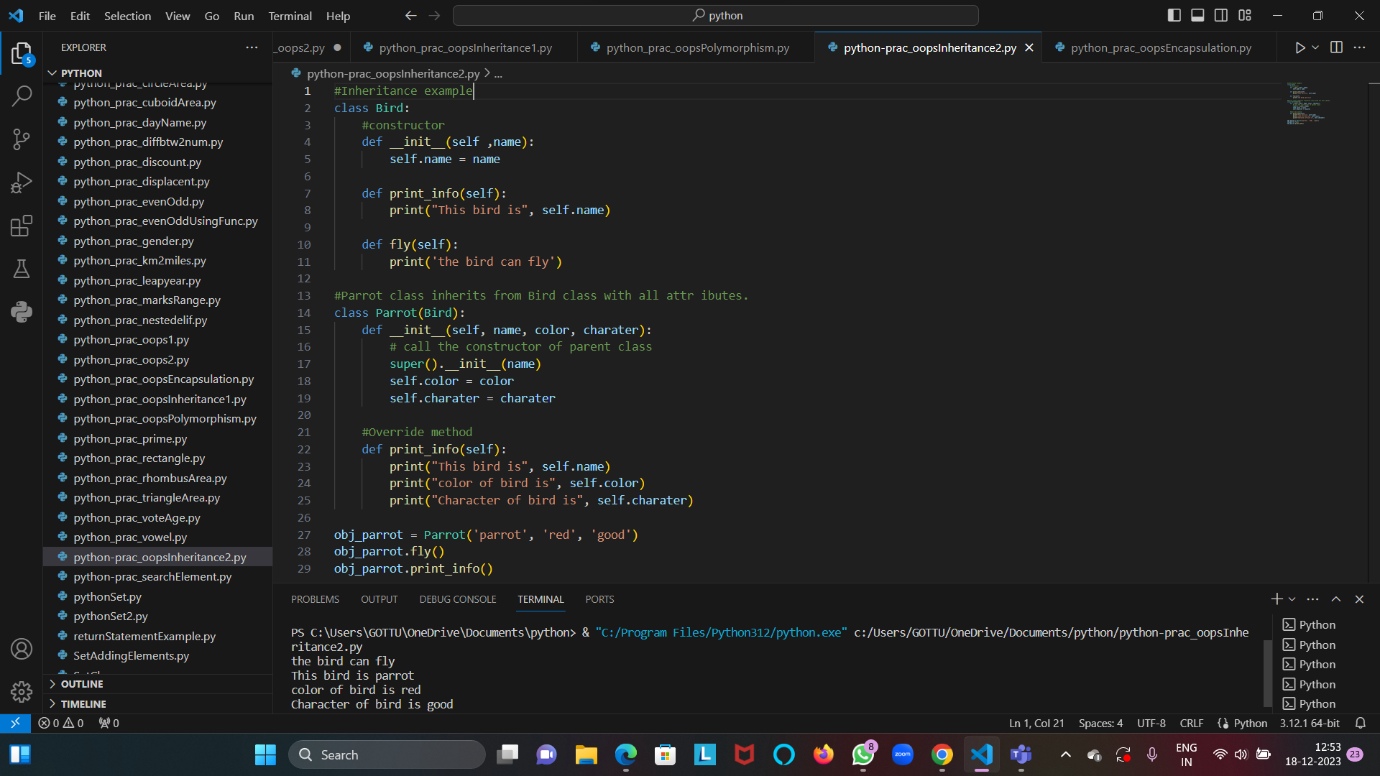 File Edit Selection View Go Run Terminal Help
python
EXPLORER
_oops2.py
python_prac_oopsInheritance1.py
python_prac_oopsPolymorphism.py
python-prac_oopsInheritance2.py
python_prac_oopsEncapsulation.py
PYTHON
python_prac_circleArea.py
python_prac_cuboidArea.py
python_prac_dayName.py
python_prac_diffbtw2num.py
python_prac_discount.py
python_prac_displacent.py
python_prac_evenOdd.py
python_prac_evenOddUsingFunc.py
python_prac_gender.py
python_prac_km2miles.py
python_prac_leapyear.py
python_prac_marksRange.py
python_prac_nestedelif.py
python_prac_oops1.py
python_prac_oops2.py
python_prac_oopsEncapsulation.py
python_prac_oopsInheritance1.py
python_prac_oopsPolymorphism.py
python_prac_prime.py
python_prac_rectangle.py
python_prac_rhombusArea.py
python_prac_triangleArea.py
python_prac_voteAge.py
python_prac_vowel.py
python-prac_oopsInheritance2.py
python-prac_searchElement.py
pythonSet.py
pythonSet2.py
returnStatementExample.py
SetAddingElements.py
OUTLINE
TIMELINE
5
python-prac_oopsInheritance2.py > ...
1 #Inheritance example
2 class Bird:
3     #constructor
4     def __init__(self ,name):
5         self.name = name
6
7     def print_info(self):
8         print("This bird is", self.name)
9
10     def fly(self):
11         print('the bird can fly')
12
13 #Parrot class inherits from Bird class with all attr ibutes.
14 class Parrot(Bird):
15     def __init__(self, name, color, charater):
16         # call the constructor of parent class
17         super().__init__(name)
18         self.color = color
19         self.charater = charater
20
21     #Override method
22     def print_info(self):
23         print("This bird is", self.name)
24         print("color of bird is", self.color)
25         print("Character of bird is", self.charater)
26
27 obj_parrot = Parrot('parrot', 'red', 'good')
28 obj_parrot.fly()
29 obj_parrot.print_info()
PROBLEMS OUTPUT DEBUG CONSOLE TERMINAL PORTS
PS C:\Users\GOTTU\OneDrive\Documents\python> & "C:/Program Files/Python312/python.exe" c:/Users/GOTTU/OneDrive/Documents/python/python-prac_oopsInhe
ritance2.py
the bird can fly
This bird is parrot
color of bird is red
Character of bird is good
Python
Python
Python
Python
Python
0 0 0
Ln 1, Col 21 Spaces: 4 UTF-8 CRLF Python 3.12.1 64-bit
Search
L
8
zoom
ENG
IN
12:53
18-12-2023
23